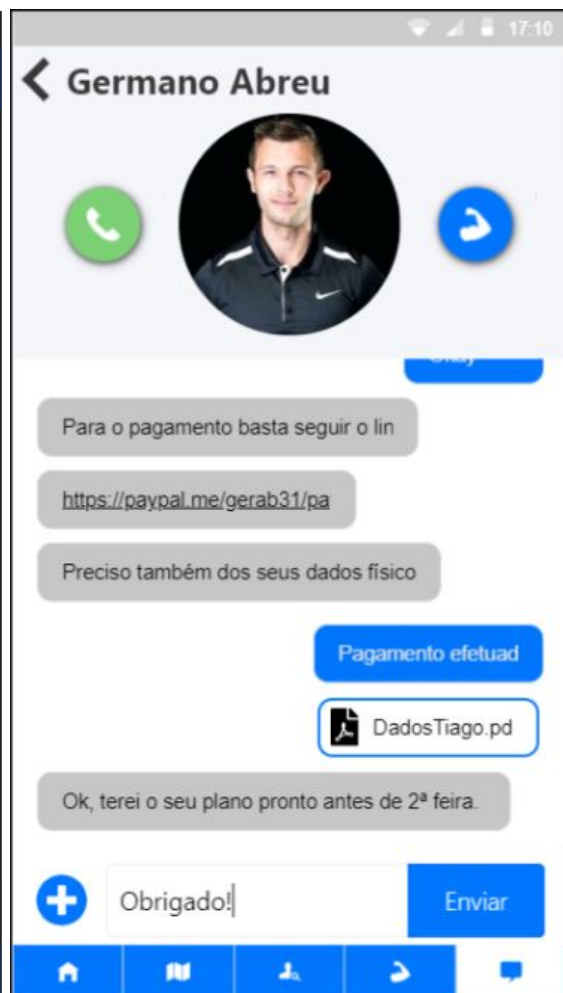 17:10
Germano Abreu
Para o pagamento basta seguir o lin
https://paypal.me/gerab31/pa
Preciso também dos seus dados físico
Pagamento efetuad
DadosTiago.pd
Ok, terei o seu plano pronto antes de 2ª feira.
Obrigado!
Enviar